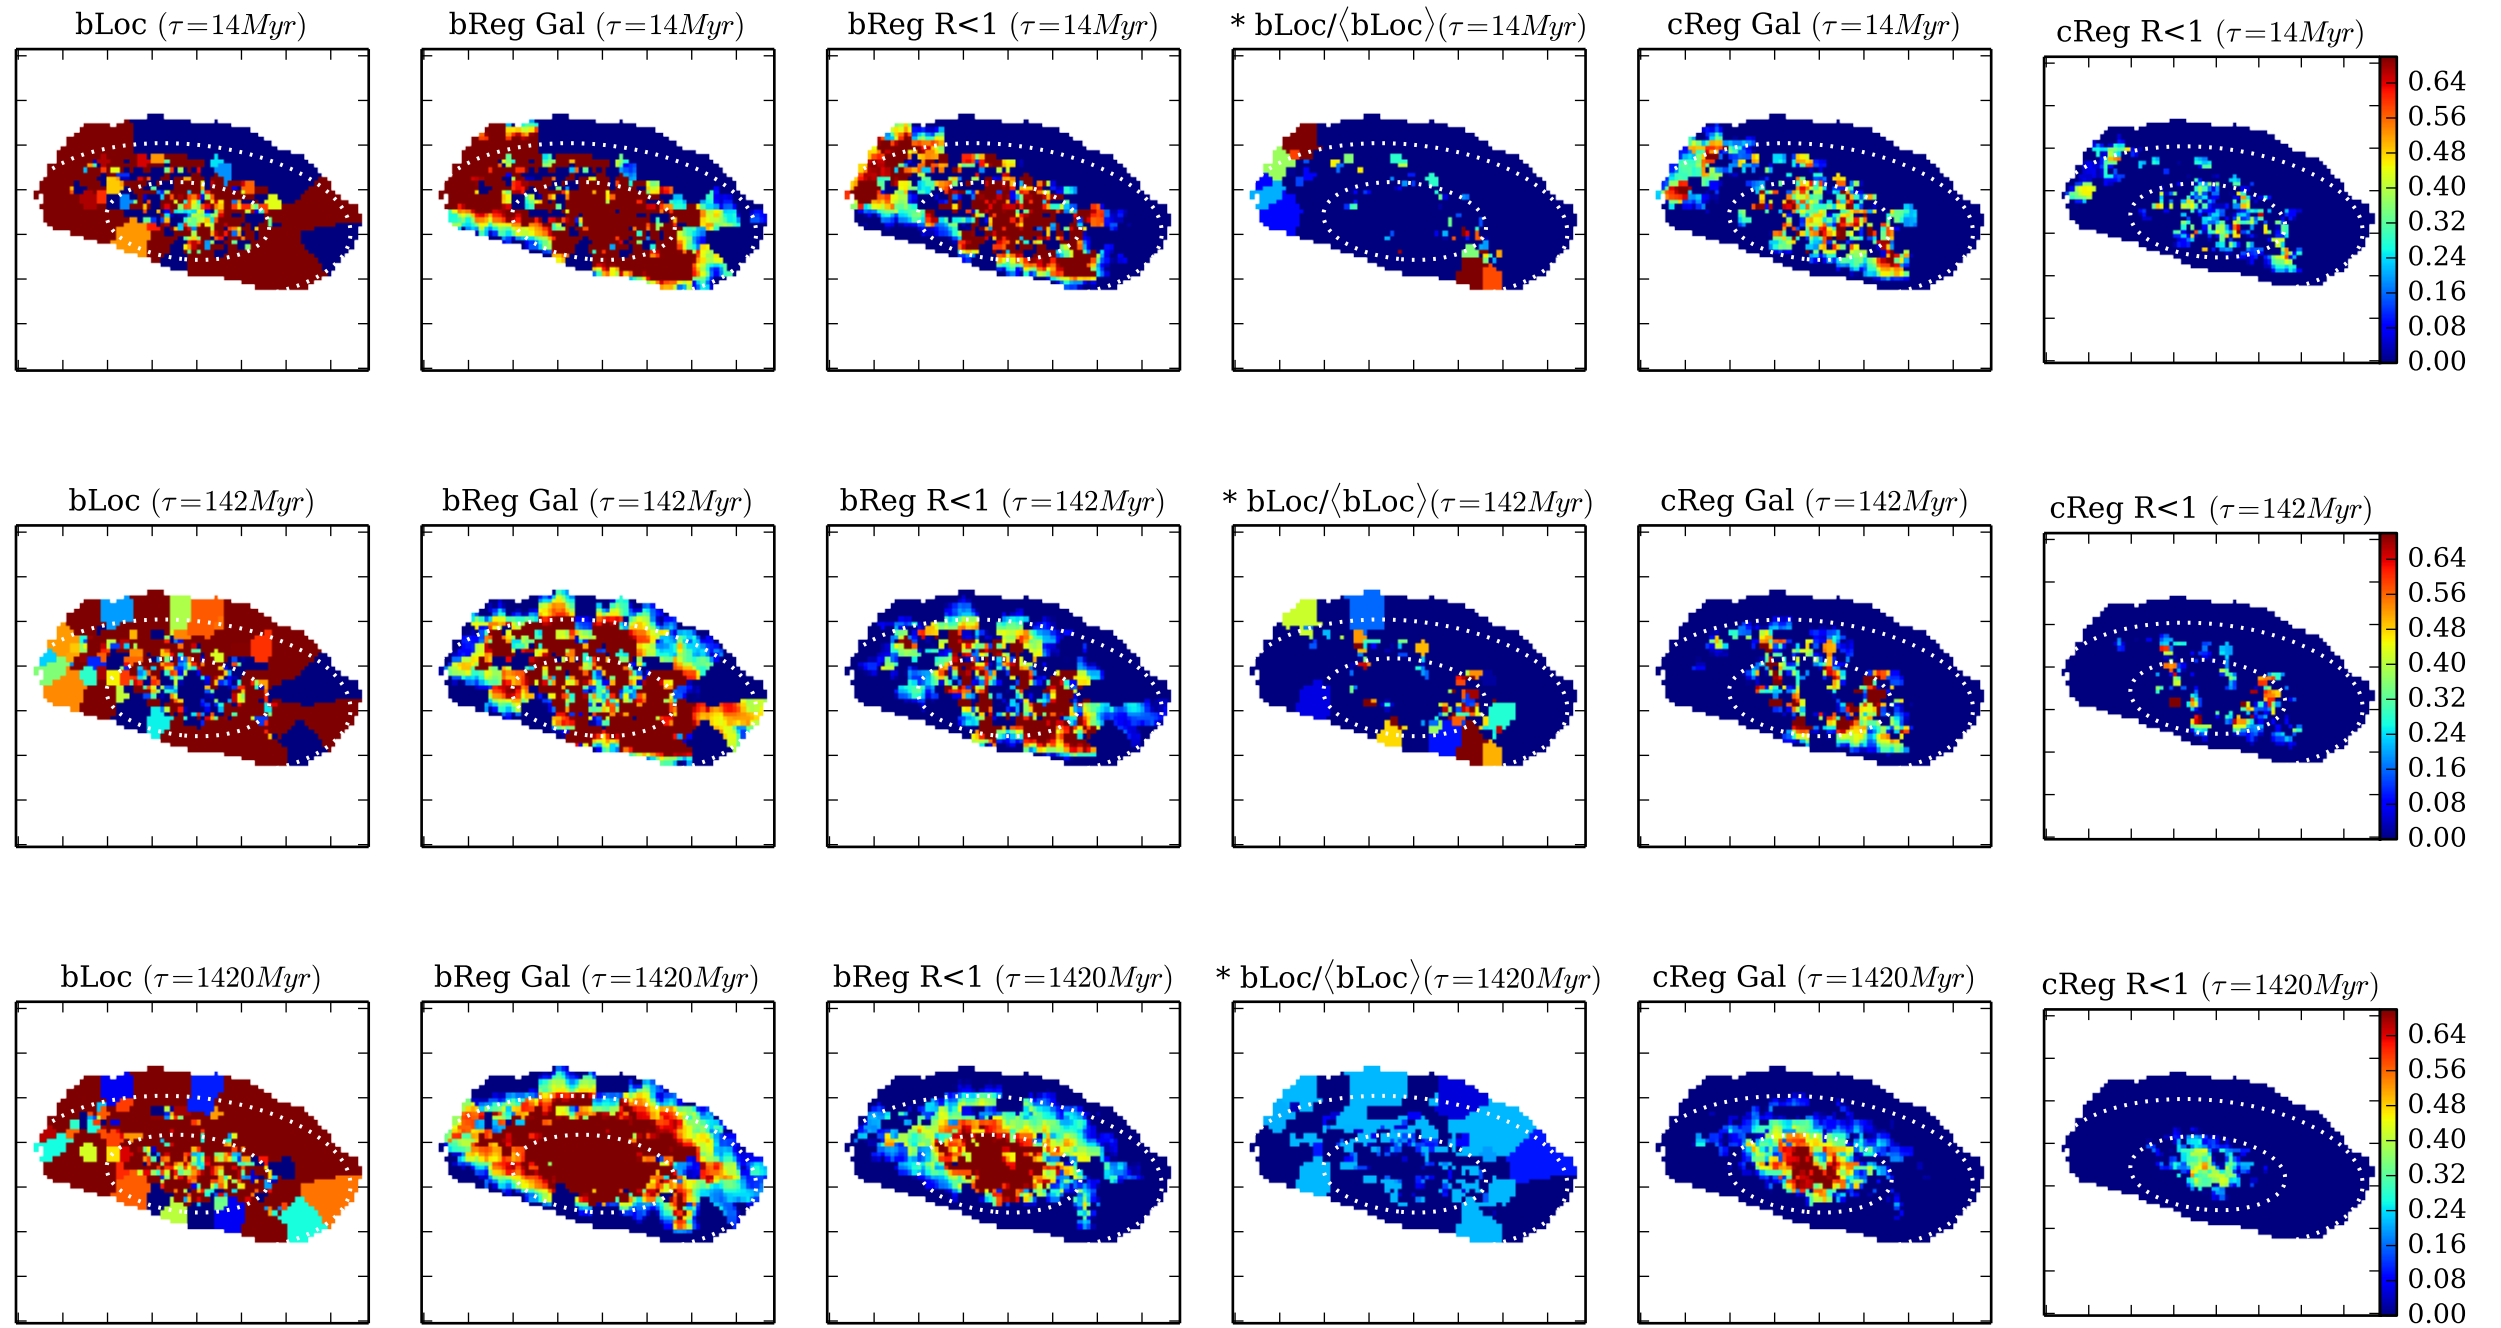 bLoc (τ=14Myr)
bReg Gal (τ=14Myr)
bReg R<1 (τ=14Myr)
* bLoc/⟨bLoc⟩(τ=14Myr)
cReg Gal (τ=14Myr)
cReg R<1 (τ=14Myr)
0.64
0.56
0.48
0.40
0.32
0.24
0.16
0.08
0.00
bLoc (τ=142Myr)
bReg Gal (τ=142Myr)
bReg R<1 (τ=142Myr)
* bLoc/⟨bLoc⟩(τ=142Myr)
cReg Gal (τ=142Myr)
cReg R<1 (τ=142Myr)
0.64
0.56
0.48
0.40
0.32
0.24
0.16
0.08
0.00
bLoc (τ=1420Myr)
bReg Gal (τ=1420Myr)
bReg R<1 (τ=1420Myr)
* bLoc/⟨bLoc⟩(τ=1420Myr)
cReg Gal (τ=1420Myr)
cReg R<1 (τ=1420Myr)
0.64
0.56
0.48
0.40
0.32
0.24
0.16
0.08
0.00